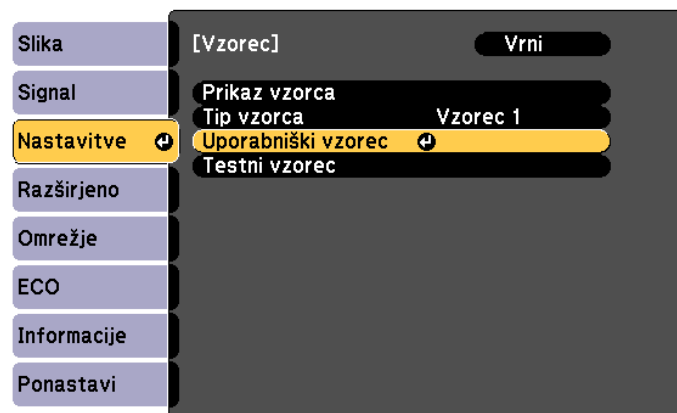 Slika
Signal
Nastavitve
Razširjeno
Omrežje
ECO
Informacije
Ponastavi
[Vzorec] Vrni
Prikaz vzorca
Tip vzorca Vzorec 1
Uporabniški vzorec
Testni vzorec